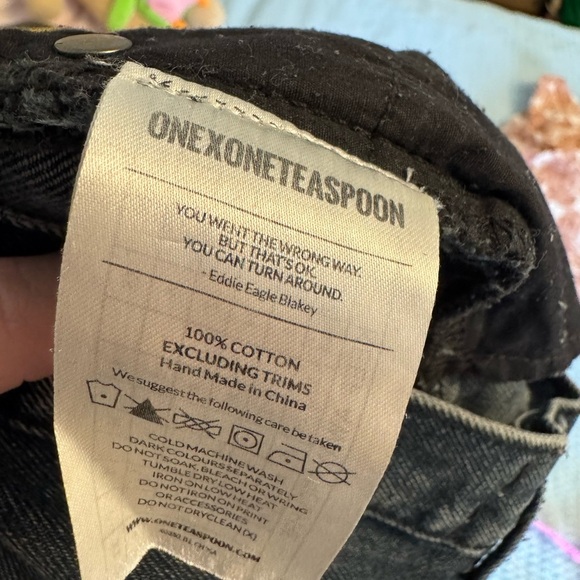 ONEXONETEASPOON
YOU WENT THE WRONG WAY.
BUT THAT'S OK.
YOU CAN TURN AROUND.
- Eddie Eagle Blakey
100% COTTON
EXCLUDING TRIMS
Hand Made in China
We suggest the following care be taken
COLD MACHINE WASH
DARK COLOURS SEPARATELY
DO NOT SOAK, BLEACH OR WRING
TUMBLE DRY LOW HEAT
IRON ON LOW HEAT
DO NOT IRON ON PRINT
OR ACCESSORIES
DO NOT DRYCLEAN [X]
WWW.ONETEASPOON.COM